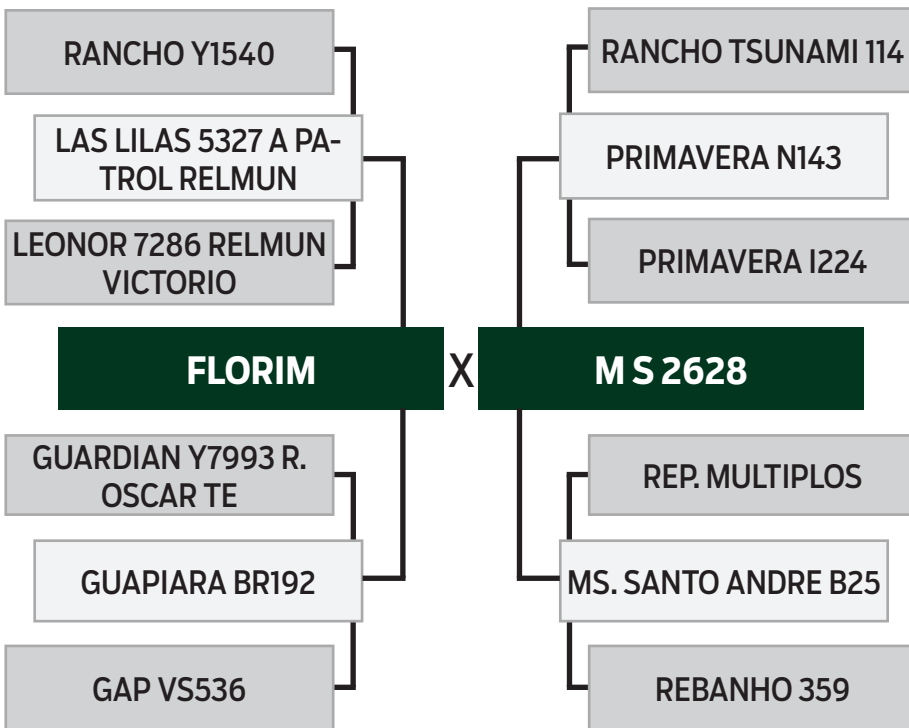 RANCHO Y1540
LAS LILAS 5327 A PA-
TROL RELMUN
LEONOR 7286 RELMUN
VICTORIO
FLORIM
GUARDIAN Y7993 R.
OSCAR TE
GUAPIARA BR192
GAP VS536
X
RANCHO TSUNAMI 114
PRIMAVERA N143
PRIMAVERA I224
M S 2628
REP. MULTIPLOS
MS. SANTO ANDRE B25
REBANHO 359